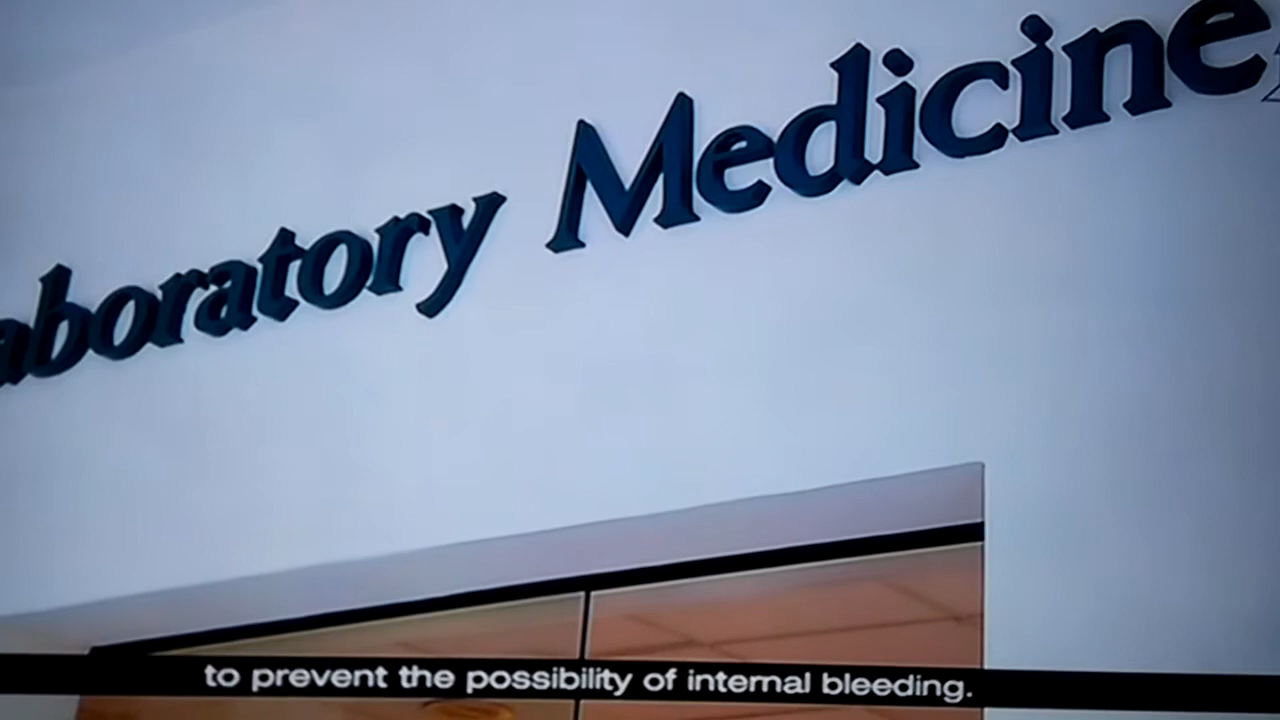 aboratory Medicine
to prevent the possibility of internal bleeding.